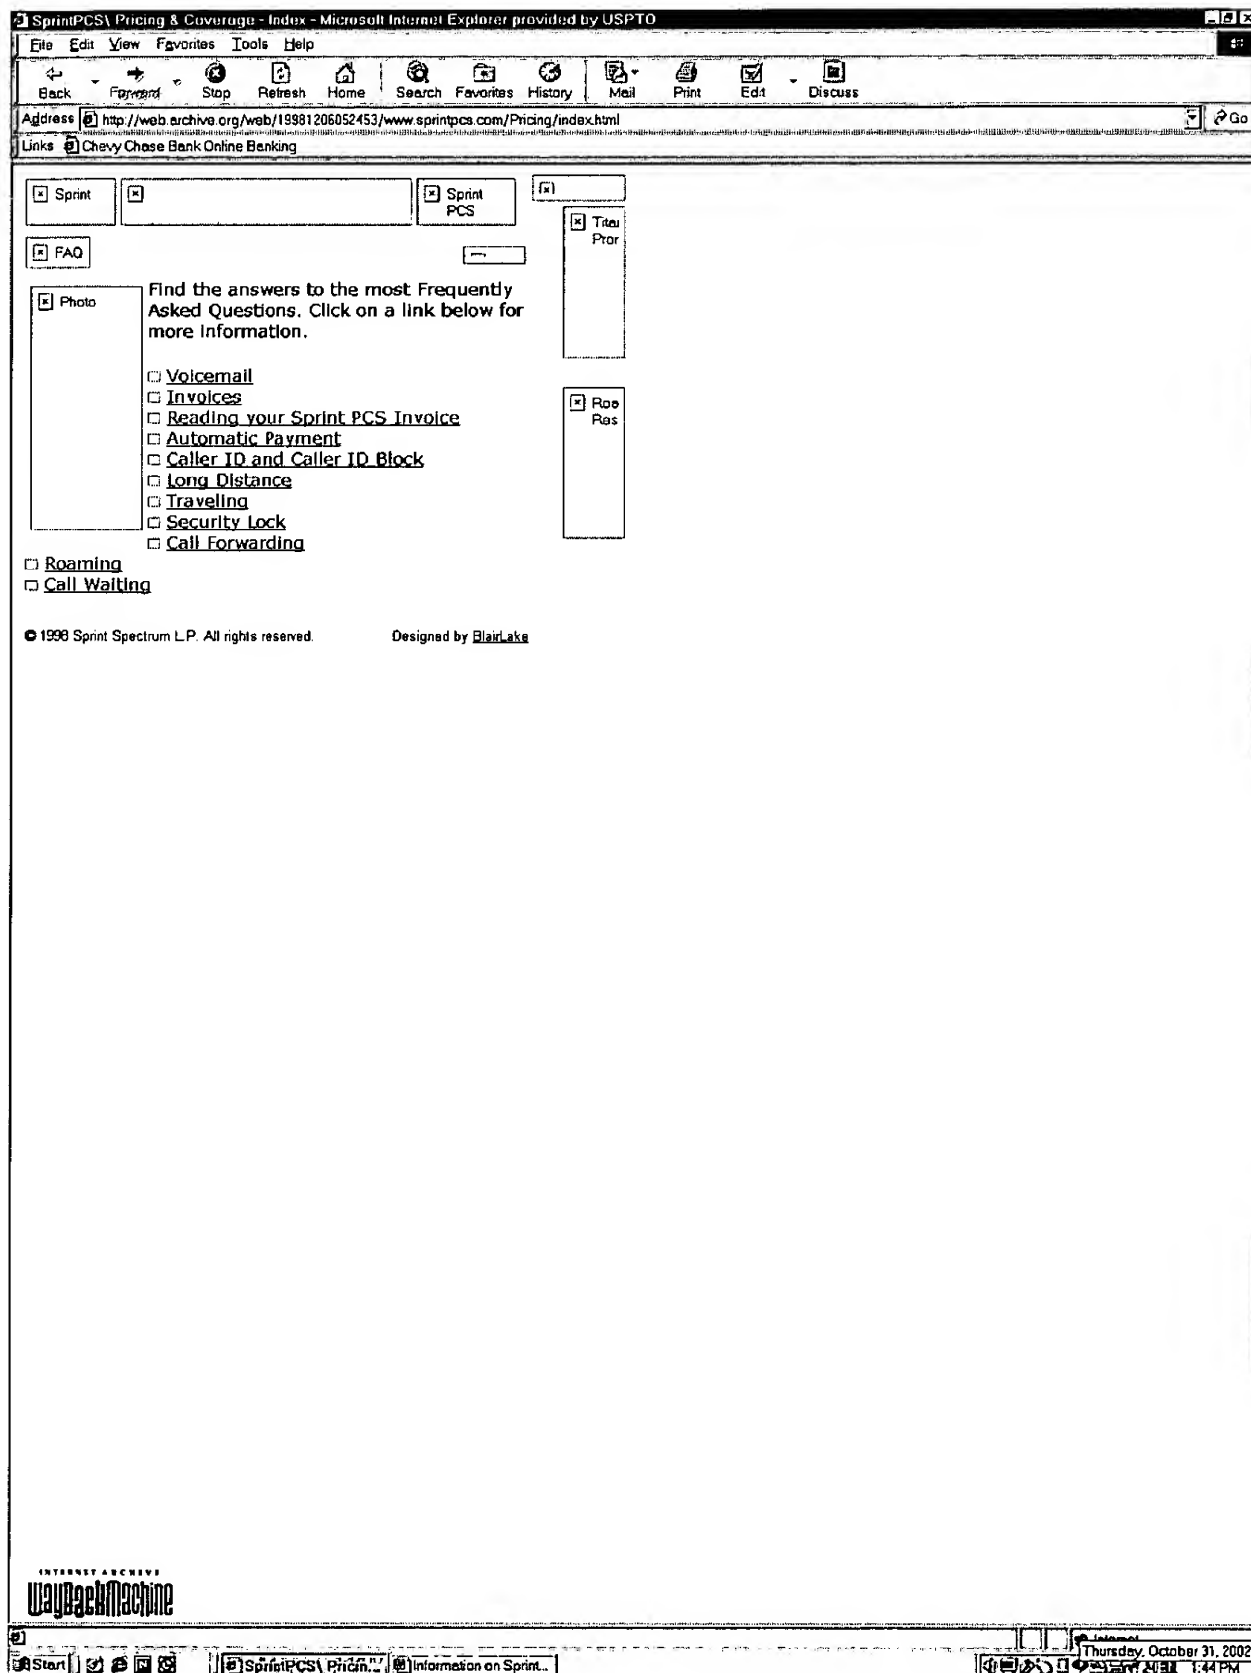 SprintPCS\ Pricing & Coverage - Index - Microsoft Internet Explorer provided by USPTO
File Edit View Favorites Tools Help
Back Forward Stop Refresh Home Search Favorites History Mail Print Edit Discuss
Address http://web.archive.org/web/19981206052453/www.sprintpcs.com/Pricing/index.html Go
Links Chevy Chase Bank Online Banking
Sprint
Sprint
PCS
Pror
FAQ
Photo
Find the answers to the most Frequently
Asked Questions. Click on a link below for
more information.
Voicemail
Invoices
Reading your Sprint PCS Invoice
Automatic Payment
Caller ID and Caller ID Block
Long Distance
Traveling
Security Lock
Call Forwarding
Roa
Res
Roaming
Call Waiting
© 1998 Sprint Spectrum L.P. All rights reserved. Designed by BlairLake
INTERNET ARCHIVE
WayBackMachine
Internet
Thursday, October 31, 2002
Start SprintPCS\ Pricin... Information on Sprint... 1:44 PM